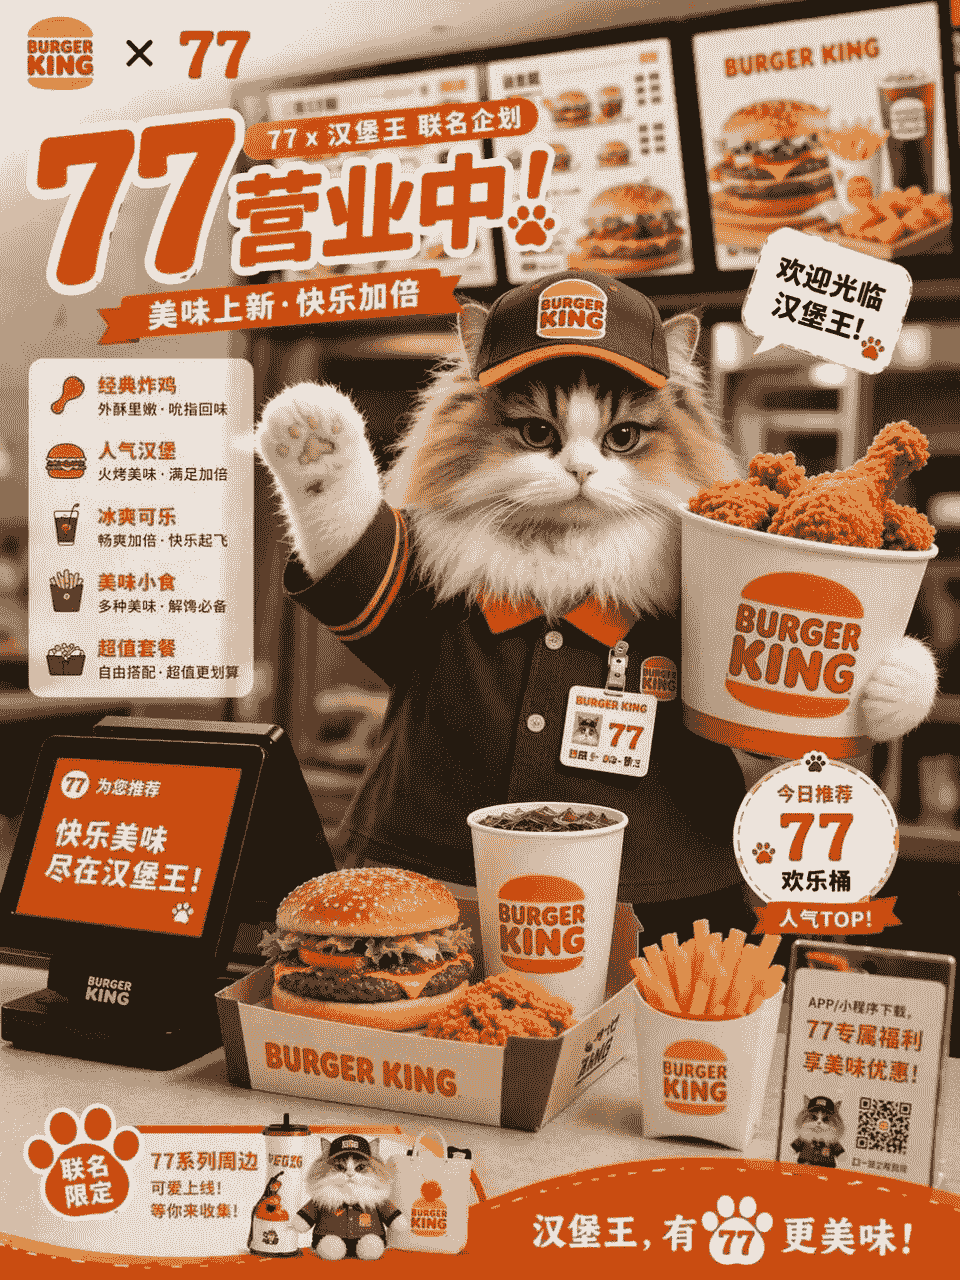 BURGER
KING
×
77
BURGER KING
77 x 汉堡王 联名企划
77营业中!
美味上新·快乐加倍
欢迎光临
汉堡王!
BURGER
KING
经典炸鸡
外酥里嫩·吮指回味
人气汉堡
火烤美味·满足加倍
冰爽可乐
畅爽加倍·快乐起飞
美味小食
多种美味·解馋必备
超值套餐
自由搭配·超值更划算
BURGER
KING
BURGER
KING
BURGER KING
77
77 为您推荐
快乐美味
尽在汉堡王!
BURGER
KING
今日推荐
77
欢乐桶
人气TOP!
BURGER
KING
BURGER KING
BURGER
KING
APP/小程序下载,
77专属福利
享美味优惠!
联名
限定
77系列周边
可爱上线!
等你来收集!
BURGER
KING
汉堡王,有77更美味!